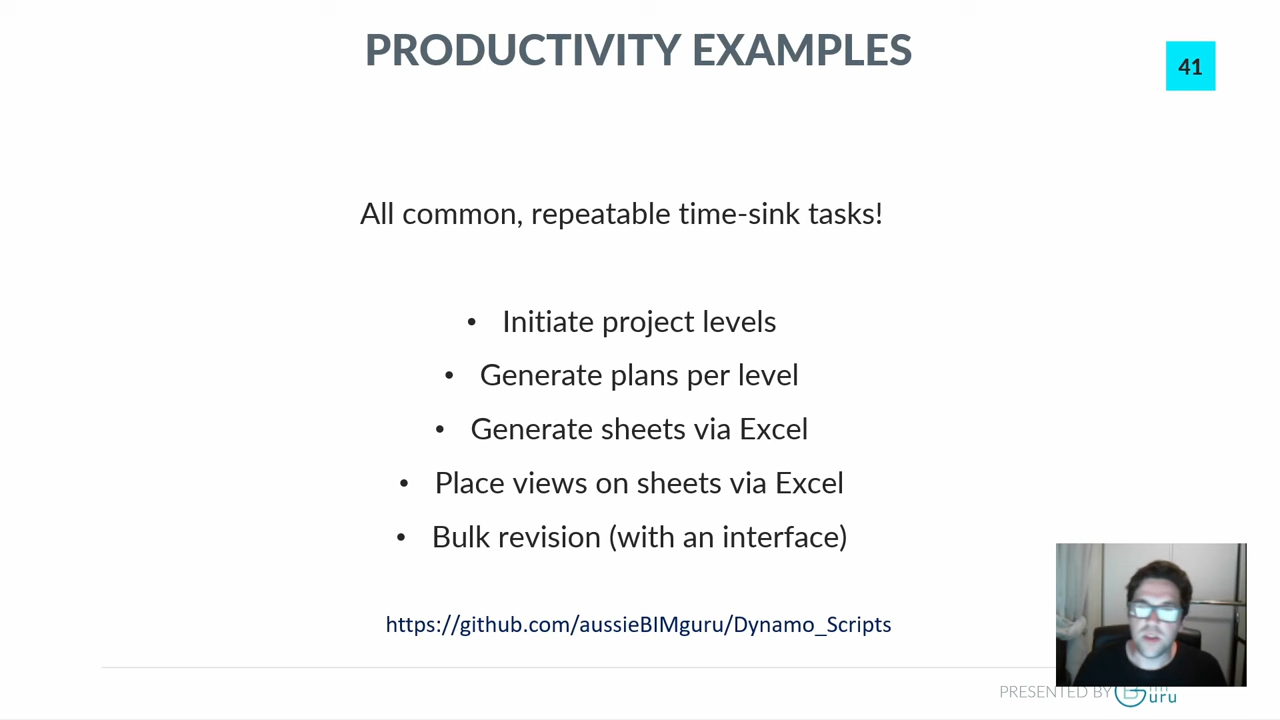 PRODUCTIVITY EXAMPLES
41
All common, repeatable time-sink tasks!
• Initiate project levels
• Generate plans per level
• Generate sheets via Excel
• Place views on sheets via Excel
• Bulk revision (with an interface)
https://github.com/aussieBIMguru/Dynamo_Scripts
PRESENTED BY
uru